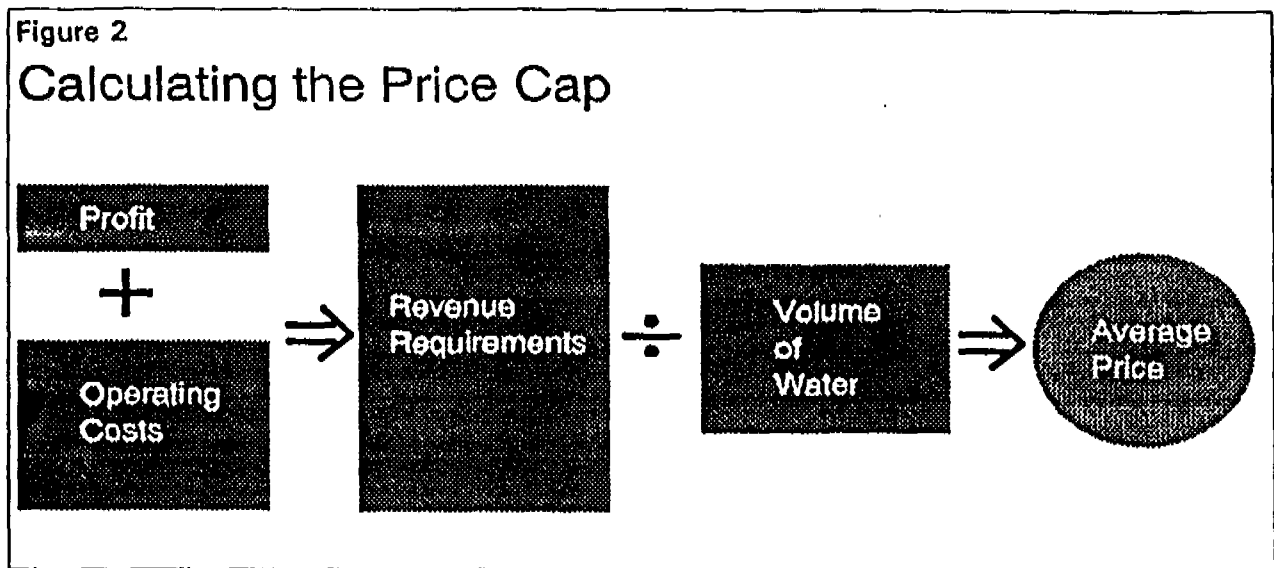 Figure 2
Calculating the Price Cap
Profit
+
Operating
Costs
⇒
Revenue
Requirements
÷
Volume
of
Water
⇒
Average
Price